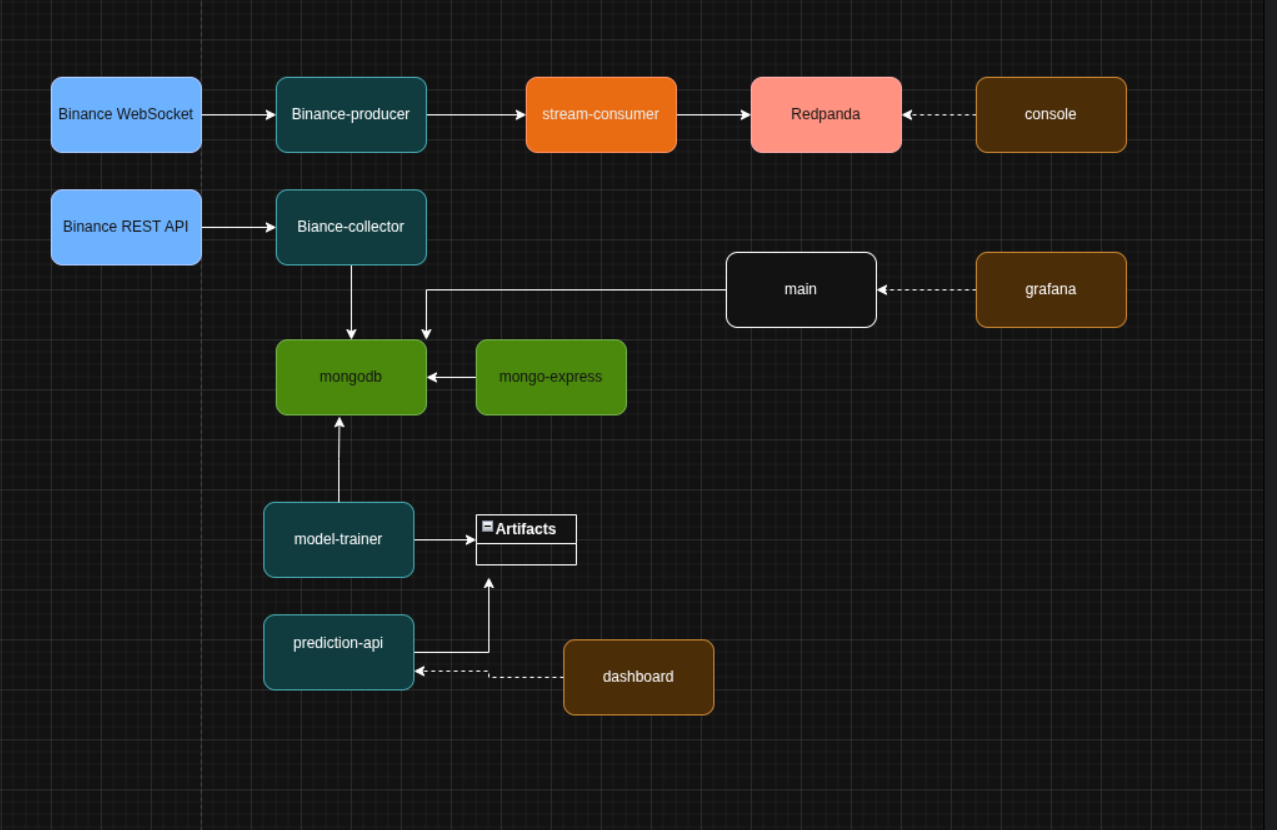 Binance WebSocket
Binance-producer
stream-consumer
Redpanda
console
Binance REST API
Biance-collector
main
grafana
mongodb
mongo-express
model-trainer
Artifacts
prediction-api
dashboard